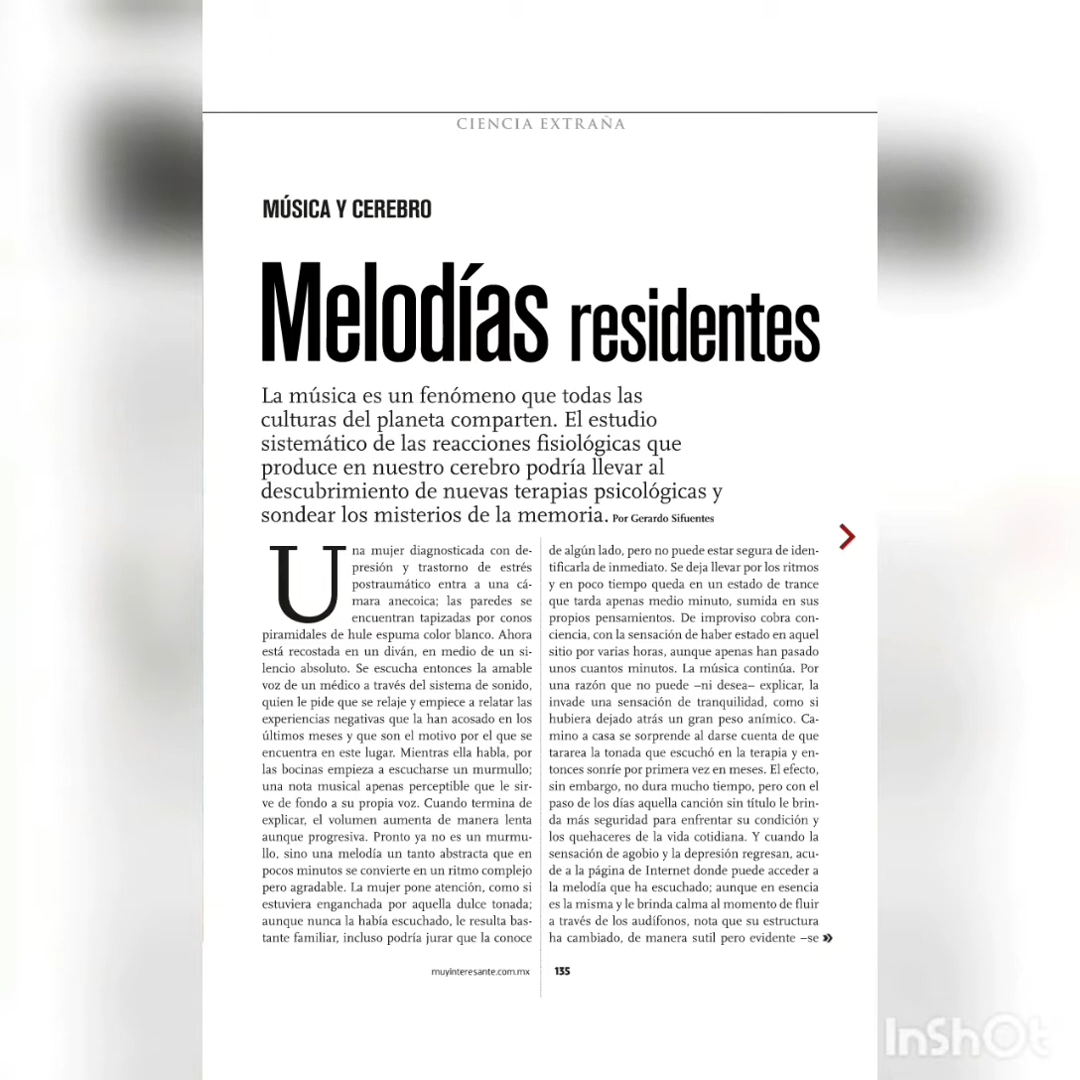 CIENCIA EXTRAÑA
MÚSICA Y CEREBRO
Melodías residentes
La música es un fenómeno que todas las
culturas del planeta comparten. El estudio
sistemático de las reacciones fisiológicas que
produce en nuestro cerebro podría llevar al
descubrimiento de nuevas terapias psicológicas y
sondear los misterios de la memoria. Por Gerardo Sifuentes
Una mujer diagnosticada con de-
presión y trastorno de estrés
postraumático entra a una cá-
mara anecoica; las paredes se
encuentran tapizadas por conos
piramidales de hule espuma color blanco. Ahora
está recostada en un diván, en medio de un si-
lencio absoluto. Se escucha entonces la amable
voz de un médico a través del sistema de sonido,
quien le pide que se relaje y empiece a relatar las
experiencias negativas que la han acosado en los
últimos meses y que son el motivo por el que se
encuentra en este lugar. Mientras ella habla, por
las bocinas empieza a escucharse un murmullo;
una nota musical apenas perceptible que le sir-
ve de fondo a su propia voz. Cuando termina de
explicar, el volumen aumenta de manera lenta
aunque progresiva. Pronto ya no es un murmu-
llo, sino una melodía un tanto abstracta que en
pocos minutos se convierte en un ritmo complejo
pero agradable. La mujer pone atención, como si
estuviera enganchada por aquella dulce tonada;
aunque nunca la había escuchado, le resulta bas-
tante familiar, incluso podría jurar que la conoce
de algún lado, pero no puede estar segura de iden-
tificarla de inmediato. Se deja llevar por los ritmos
y en poco tiempo queda en un estado de trance
que tarda apenas medio minuto, sumida en sus
propios pensamientos. De improviso cobra con-
ciencia, con la sensación de haber estado en aquel
sitio por varias horas, aunque apenas han pasado
unos cuantos minutos. La música continúa. Por
una razón que no puede –ni desea– explicar, la
invade una sensación de tranquilidad, como si
hubiera dejado atrás un gran peso anímico. Ca-
mino a casa se sorprende al darse cuenta de que
tararea la tonada que escuchó en la terapia y en-
tonces sonríe por primera vez en meses. El efecto,
sin embargo, no dura mucho tiempo, pero con el
paso de los días aquella canción sin título le brin-
da más seguridad para enfrentar su condición y
los quehaceres de la vida cotidiana. Y cuando la
sensación de agobio y la depresión regresan, acu-
de a la página de Internet donde puede acceder a
la melodía que ha escuchado; aunque en esencia
es la misma y le brinda calma al momento de fluir
a través de los audífonos, nota que su estructura
ha cambiado, de manera sutil pero evidente –se »
muyinteresante.com.mx 135
InShOt